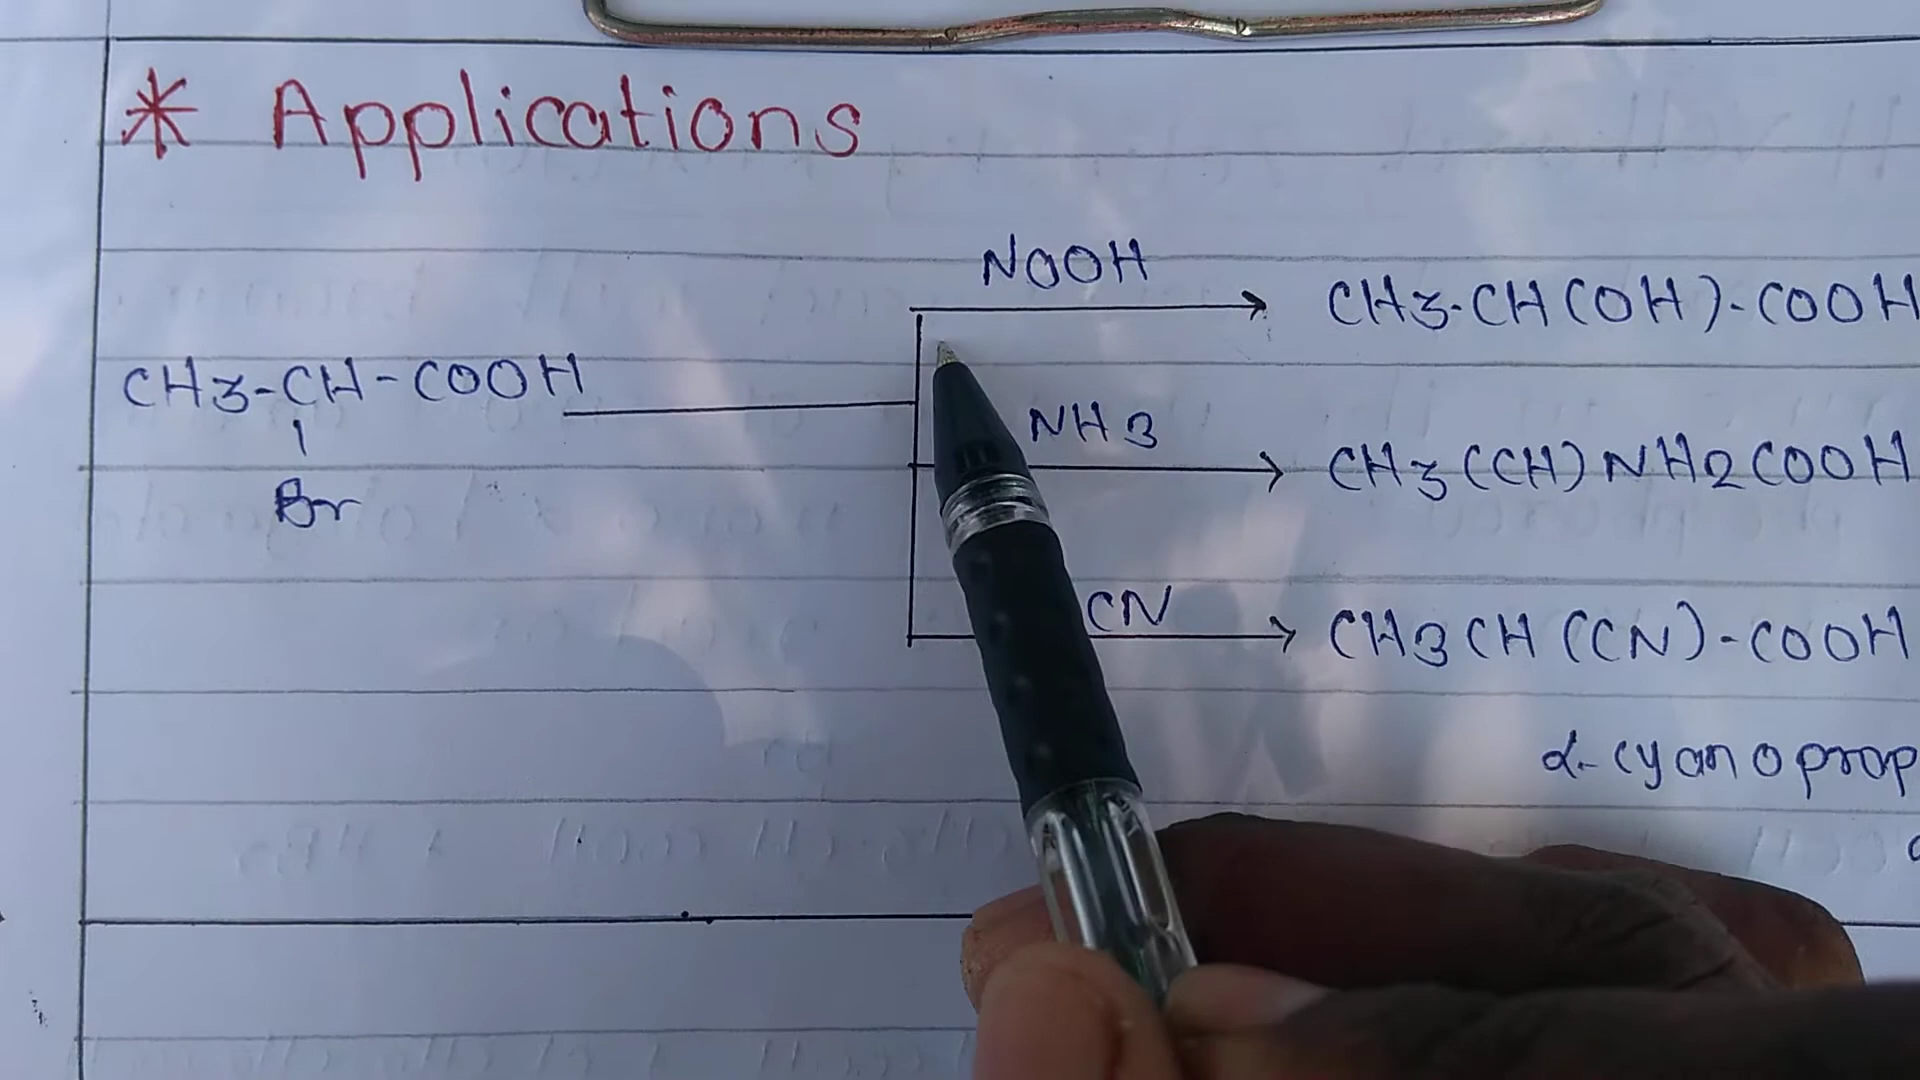 * Applications
NaOH
CH3-CH(OH)-COOH
CH3-CH-COOH
NH3
CH3(CH)NH2COOH
Br
CN
CH3CH(CN)-COOH
α-cyanoprop